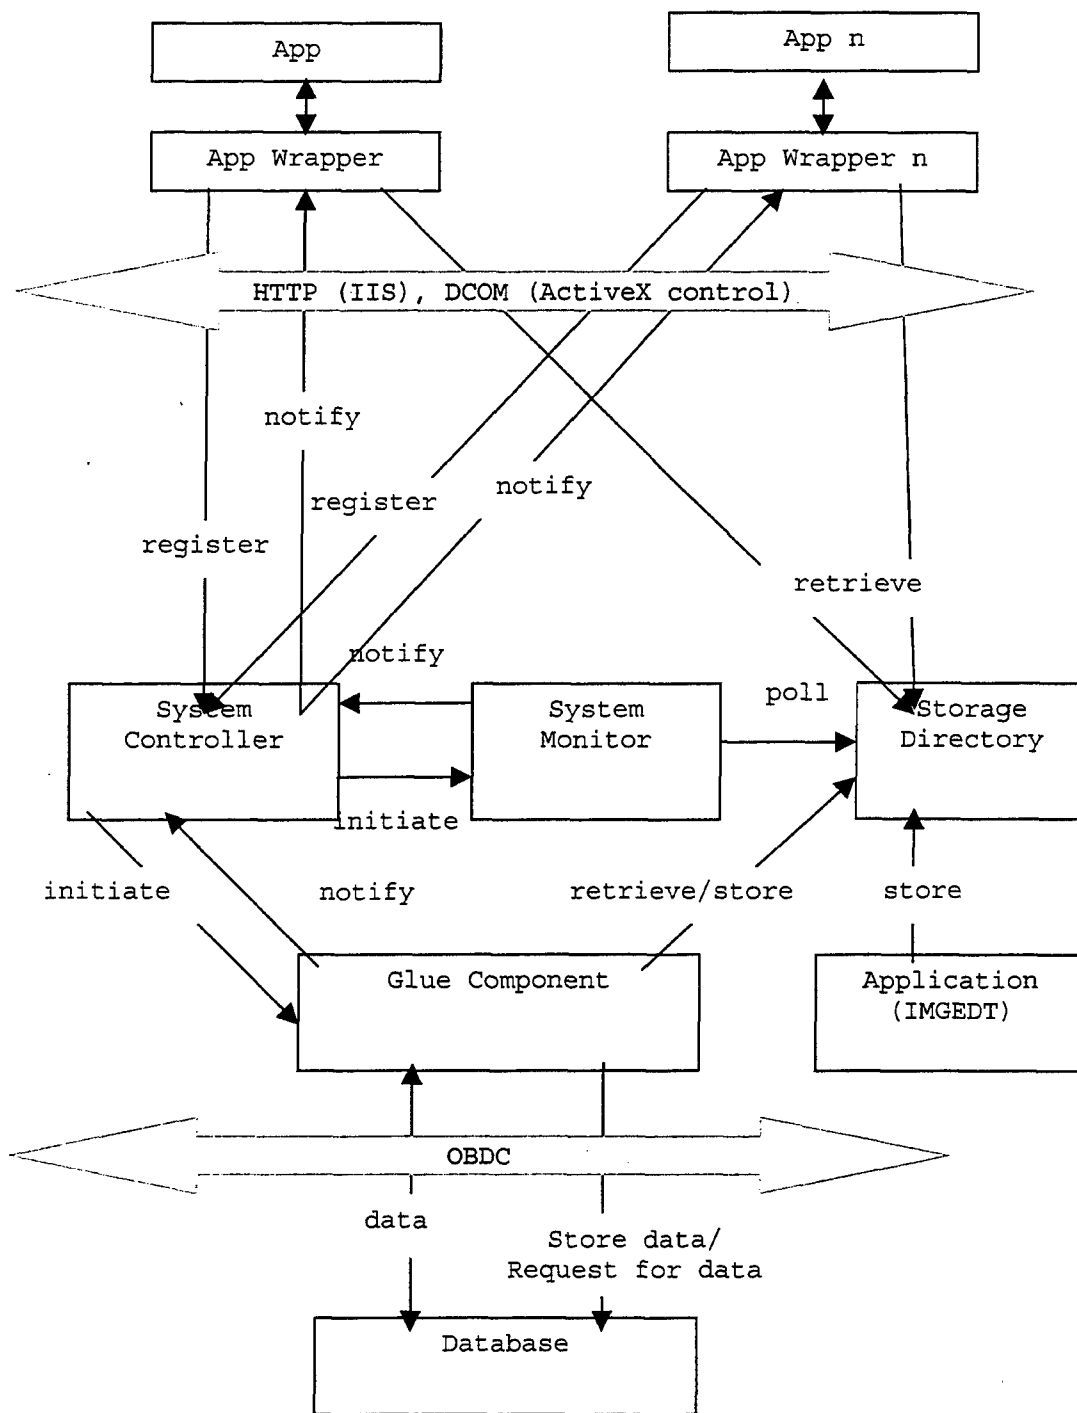 App
App n
App Wrapper
App Wrapper n
HTTP (IIS), DCOM (ActiveX control)
notify
notify
register
register
retrieve
notify
poll
System
Controller
System
Monitor
Storage
Directory
initiate
initiate
notify
retrieve/store
store
Glue Component
Application
(IMGEDT)
OBDC
data
Store data/
Request for data
Database